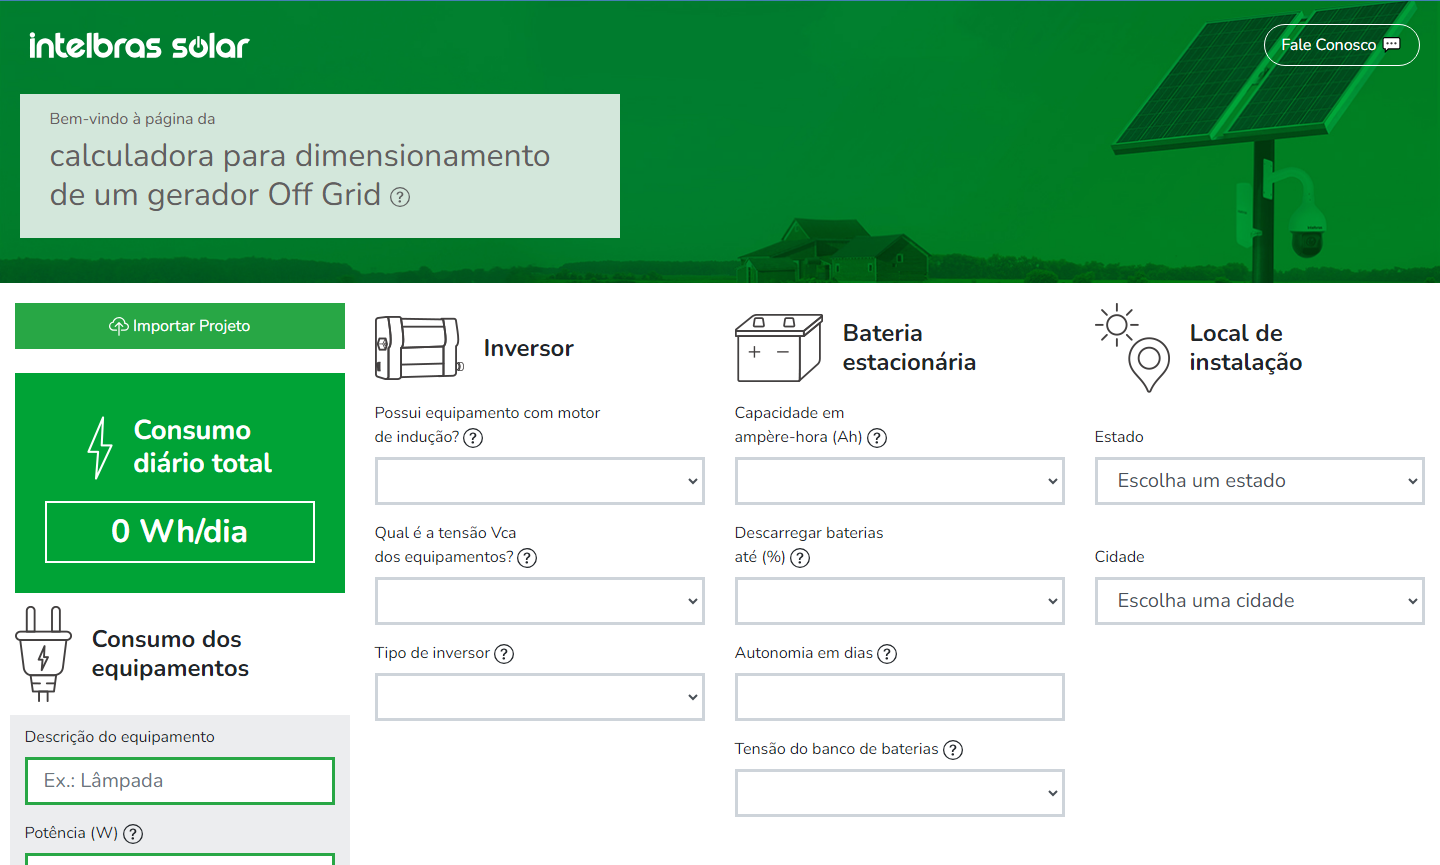 intelbras solar
Fale Conosco
Bem-vindo à página da
calculadora para dimensionamento
de um gerador Off Grid ?
Importar Projeto
Consumo
diário total
0 Wh/dia
Consumo dos
equipamentos
Descrição do equipamento
Ex.: Lâmpada
Potência (W) ?
Inversor
Possui equipamento com motor
de indução? ?
Qual é a tensão Vca
dos equipamentos? ?
Tipo de inversor ?
Bateria
estacionária
Capacidade em
ampère-hora (Ah) ?
Descarregar baterias
até (%) ?
Autonomia em dias ?
Tensão do banco de baterias ?
Local de
instalação
Estado
Escolha um estado
Cidade
Escolha uma cidade